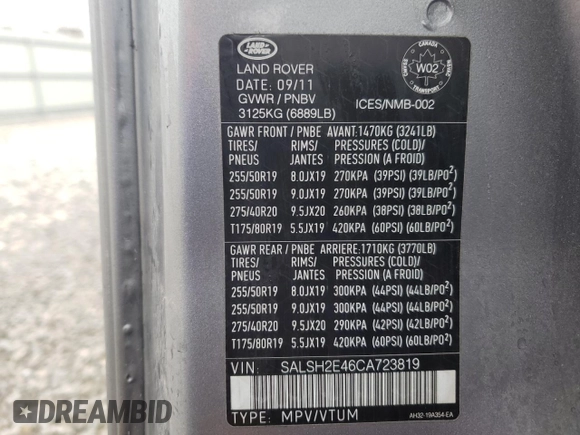 LAND ROVER
CANADA
W02
TRANSPORT
LAND ROVER
DATE: 09/11
GVWR / PNBV
3125KG (6889LB)
ICES/NMB-002
GAWR FRONT / PNBE AVANT:1470KG (3241LB)
TIRES/ RIMS/ PRESSURES (COLD)/
PNEUS JANTES PRESSION (A FROID)
255/50R19 8.0JX19 270KPA (39PSI) (39LB/PO²)
255/50R19 9.0JX19 270KPA (39PSI) (39LB/PO²)
275/40R20 9.5JX20 260KPA (38PSI) (38LB/PO²)
T175/80R19 5.5JX19 420KPA (60PSI) (60LB/PO²)
GAWR REAR / PNBE ARRIERE:1710KG (3770LB)
TIRES/ RIMS/ PRESSURES (COLD)/
PNEUS JANTES PRESSION (A FROID)
255/50R19 8.0JX19 300KPA (44PSI) (44LB/PO²)
255/50R19 9.0JX19 300KPA (44PSI) (44LB/PO²)
275/40R20 9.5JX20 290KPA (42PSI) (42LB/PO²)
T175/80R19 5.5JX19 420KPA (60PSI) (60LB/PO²)
VIN: SALSH2E46CA723819
TYPE: MPV/VTUM
AH32-19A354-EA
DREAMBID